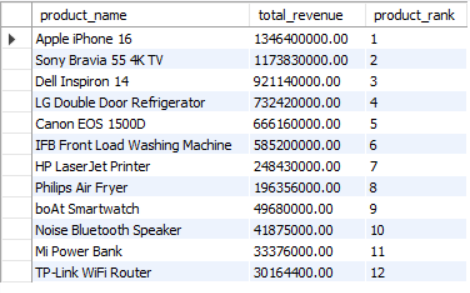 product_name total_revenue product_rank
Apple iPhone 16 1346400000.00 1
Sony Bravia 55 4K TV 1173830000.00 2
Dell Inspiron 14 921140000.00 3
LG Double Door Refrigerator 732420000.00 4
Canon EOS 1500D 666160000.00 5
IFB Front Load Washing Machine 585200000.00 6
HP LaserJet Printer 248430000.00 7
Philips Air Fryer 196356000.00 8
boAt Smartwatch 49680000.00 9
Noise Bluetooth Speaker 41875000.00 10
Mi Power Bank 33376000.00 11
TP-Link WiFi Router 30164400.00 12